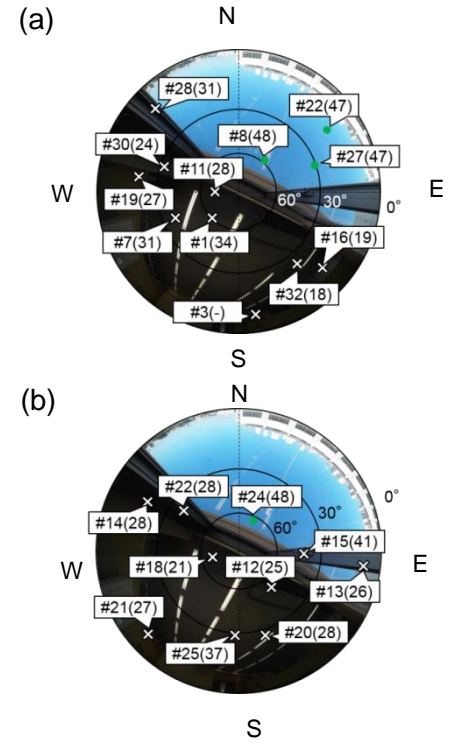 (a)
N
#28(31)
#22(47)
#8(48)
#30(24)
#27(47)
#11(28)
W
E
60°
30°
0°
#19(27)
#7(31)
#1(34)
#16(19)
#32(18)
#3(-)
S
(b)
N
#22(28)
#24(48)
0°
#14(28)
30°
60°
#15(41)
W
#18(21)
#12(25)
E
#13(26)
#21(27)
#20(28)
#25(37)
S